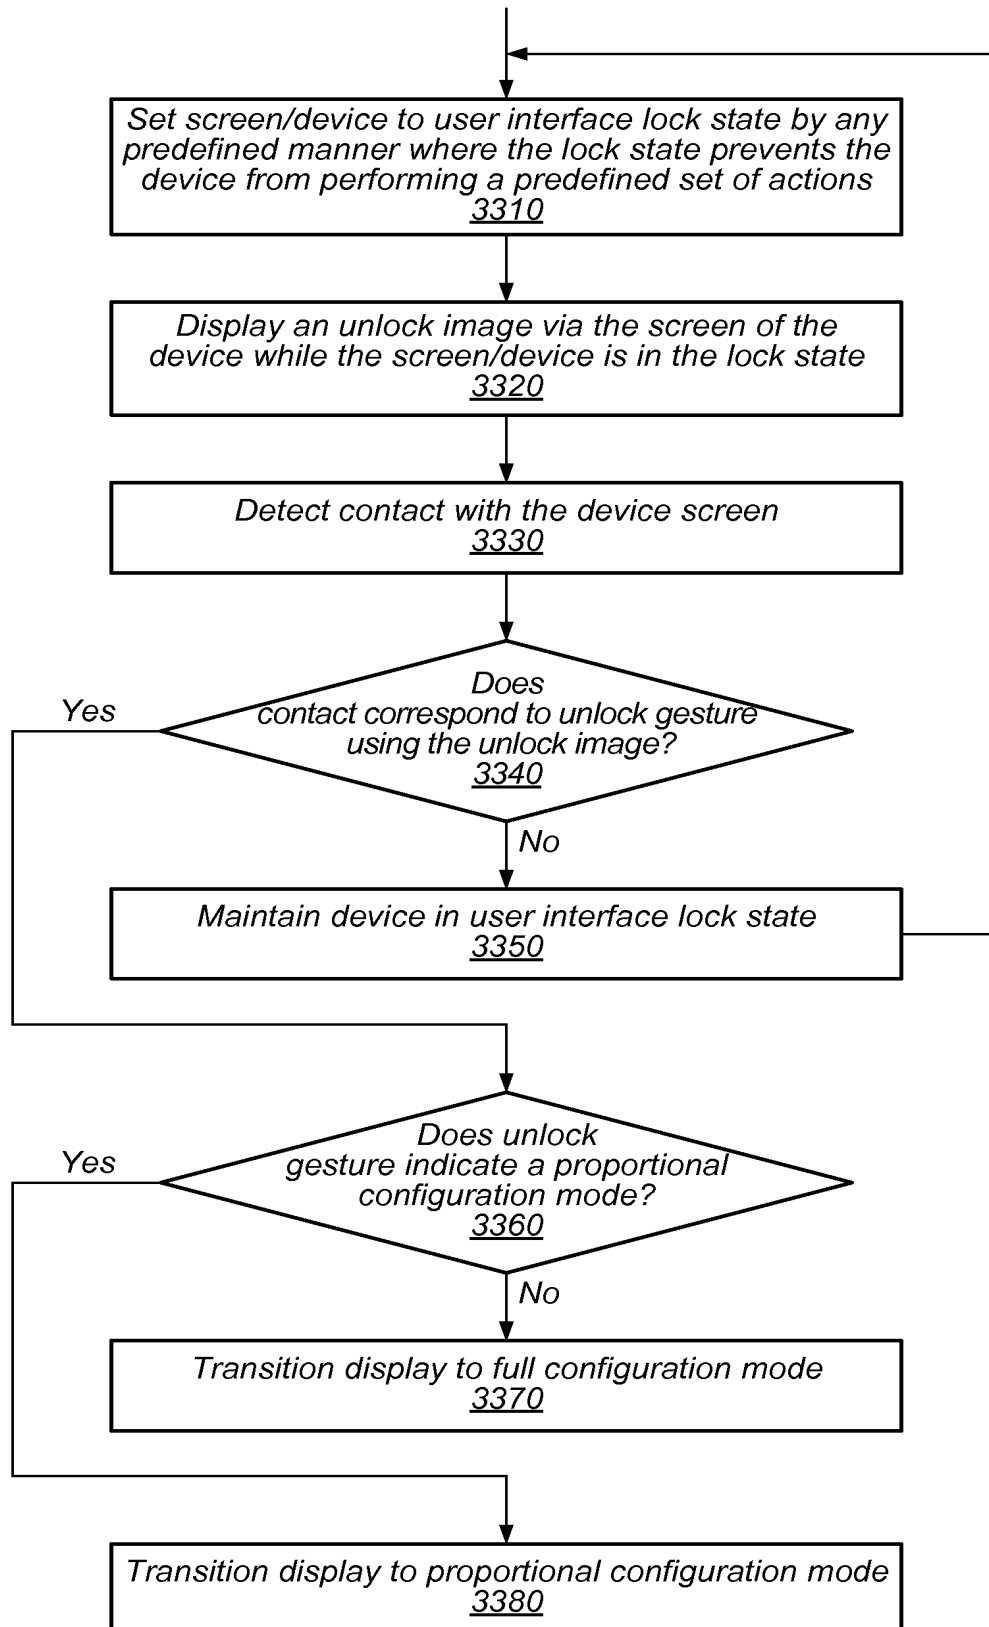 Set screen/device to user interface lock state by any
predefined manner where the lock state prevents the
device from performing a predefined set of actions
3310
Display an unlock image via the screen of the
device while the screen/device is in the lock state
3320
Detect contact with the device screen
3330
Does
contact correspond to unlock gesture
using the unlock image?
3340
Yes
No
Maintain device in user interface lock state
3350
Does unlock
gesture indicate a proportional
configuration mode?
3360
Yes
No
Transition display to full configuration mode
3370
Transition display to proportional configuration mode
3380